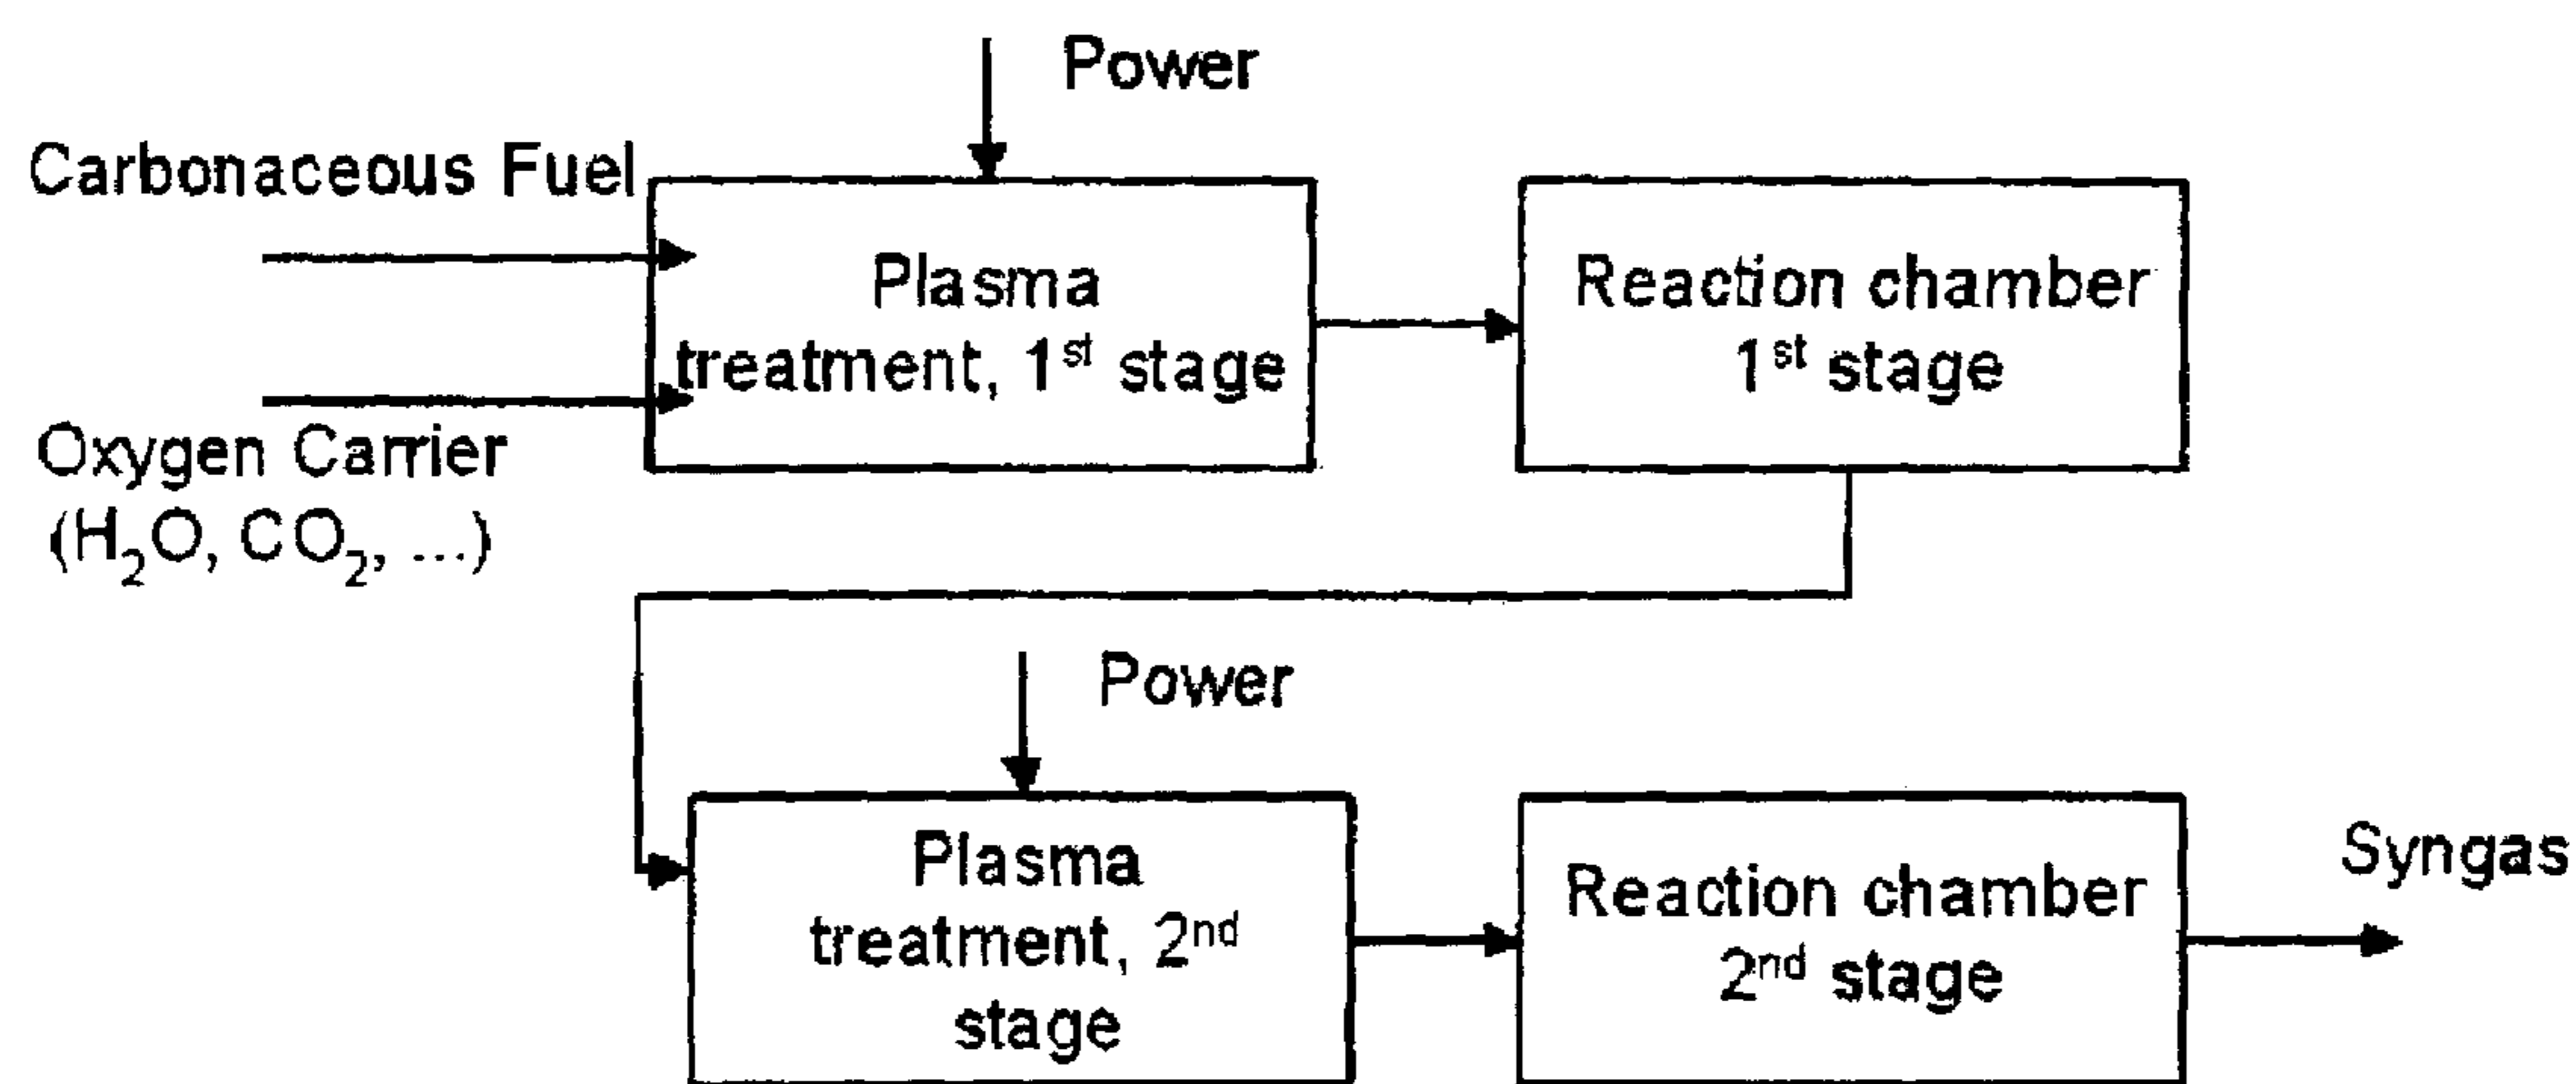 Power
Carbonaceous Fuel
Plasma
treatment, 1st stage
Reaction chamber
1st stage
Oxygen Carrier
(H2O, CO2, ...)
Power
Plasma
treatment, 2nd
stage
Reaction chamber
2nd stage
Syngas